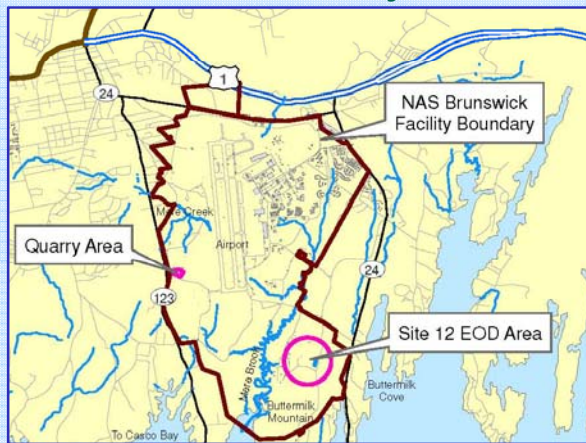 1
24
NAS Brunswick
Facility Boundary
Mere Creek
Quarry Area
Airport
24
123
Site 12 EOD Area
Mere Brook
Buttermilk
Cove
Buttermilk
Mountain
To Casco Bay